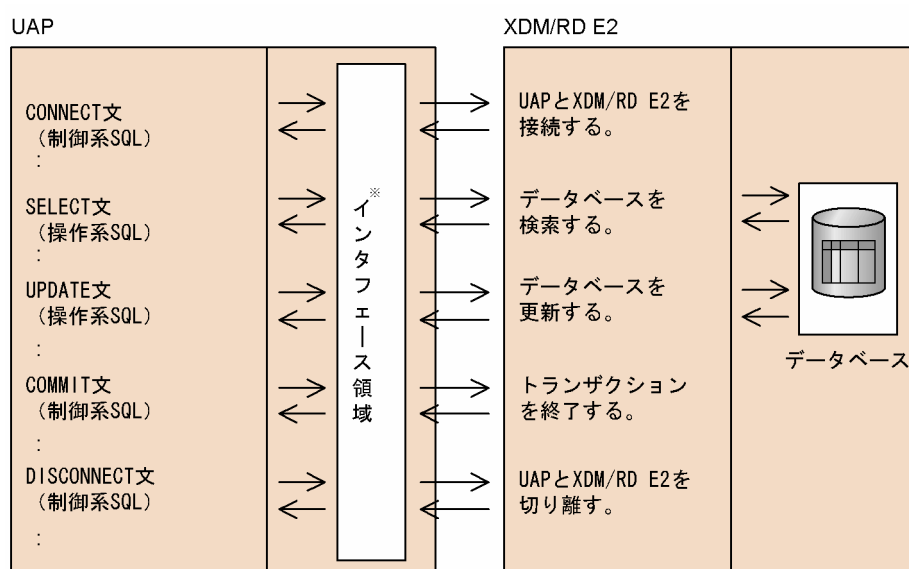 UAP
XDM/RD E2
CONNECT文
(制御系SQL)
:
UAPとXDM/RD E2を
接続する。
SELECT文
(操作系SQL)
:
データベースを
検索する。
UPDATE文
(操作系SQL)
:
データベースを
更新する。
COMMIT文
(制御系SQL)
:
トランザクション
を終了する。
DISCONNECT文
(制御系SQL)
:
UAPとXDM/RD E2を
切り離す。
インタフェース領域※
データベース